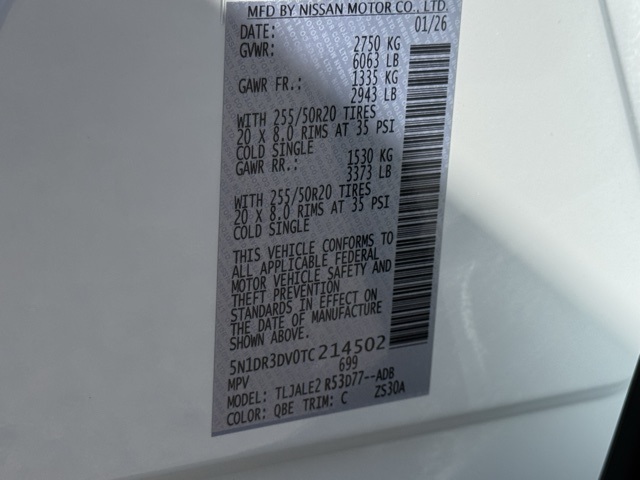 MFD BY NISSAN MOTOR CO., LTD.
DATE: 01/26
GVWR: 2750 KG
6063 LB
GAWR FR.: 1335 KG
2943 LB
WITH 255/50R20 TIRES
20 X 8.0 RIMS AT 35 PSI
COLD SINGLE
GAWR RR.: 1530 KG
3373 LB
WITH 255/50R20 TIRES
20 X 8.0 RIMS AT 35 PSI
COLD SINGLE
THIS VEHICLE CONFORMS TO
ALL APPLICABLE FEDERAL
MOTOR VEHICLE SAFETY AND
THEFT PREVENTION
STANDARDS IN EFFECT ON
THE DATE OF MANUFACTURE
SHOWN ABOVE.
5N1DR3DV0TC214502
MPV 699
MODEL: TLJALE2 R53D77--ADB
COLOR: QBE TRIM: C ZS30A